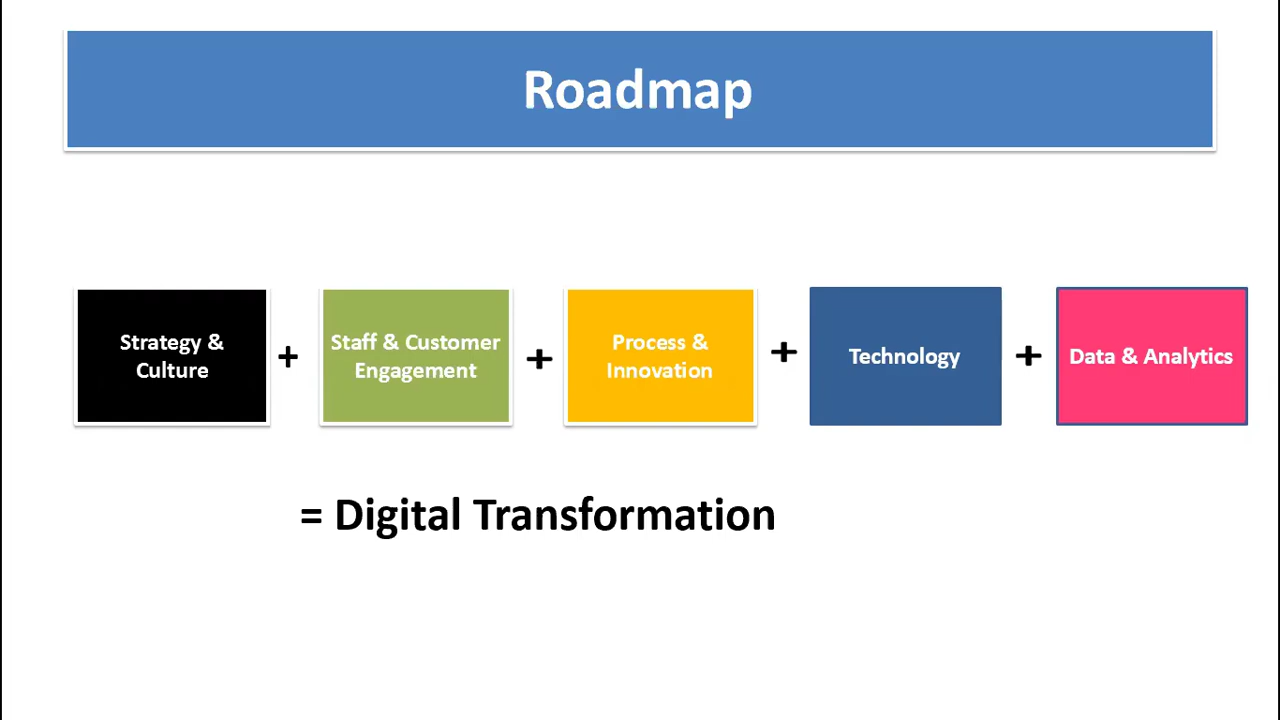 Roadmap
Strategy &
Culture
+
Staff & Customer
Engagement
+
Process &
Innovation
+
Technology
+
Data & Analytics
= Digital Transformation